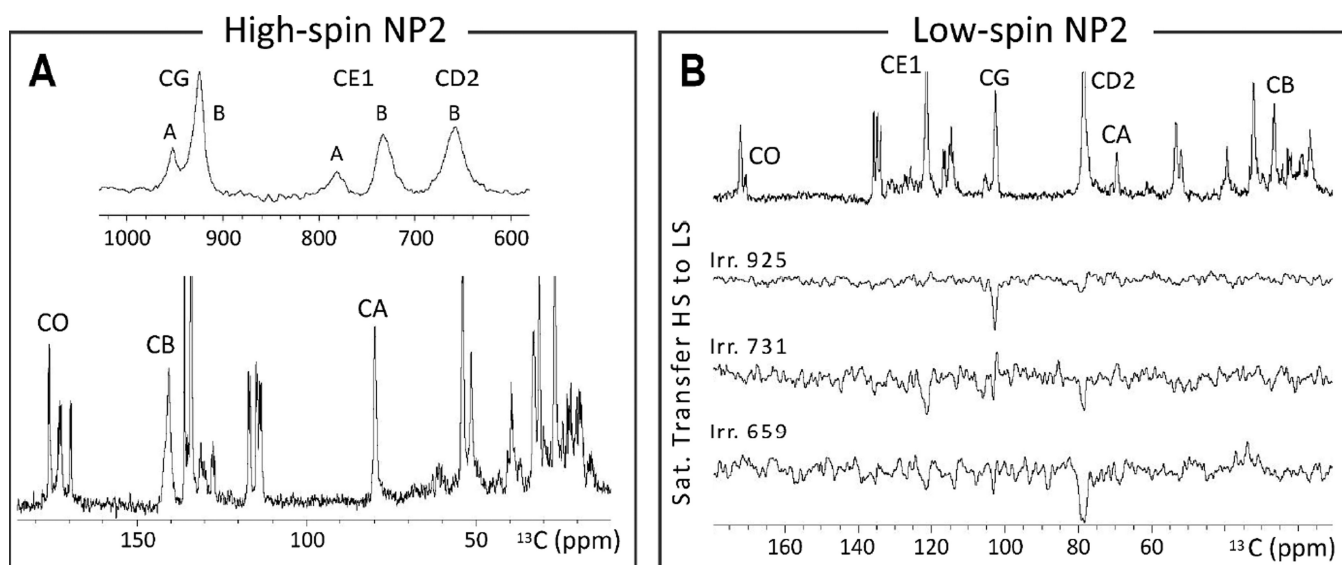 High-spin NP2
A
CG
CE1
CD2
A
B
A
B
B
1000
900
800
700
600
CO
CB
CA
150
100
50
¹³C (ppm)
Low-spin NP2
B
CE1
CG
CD2
CB
CO
CA
Sat. Transfer HS to LS
Irr. 925
Irr. 731
Irr. 659
160
140
120
100
80
60
¹³C (ppm)